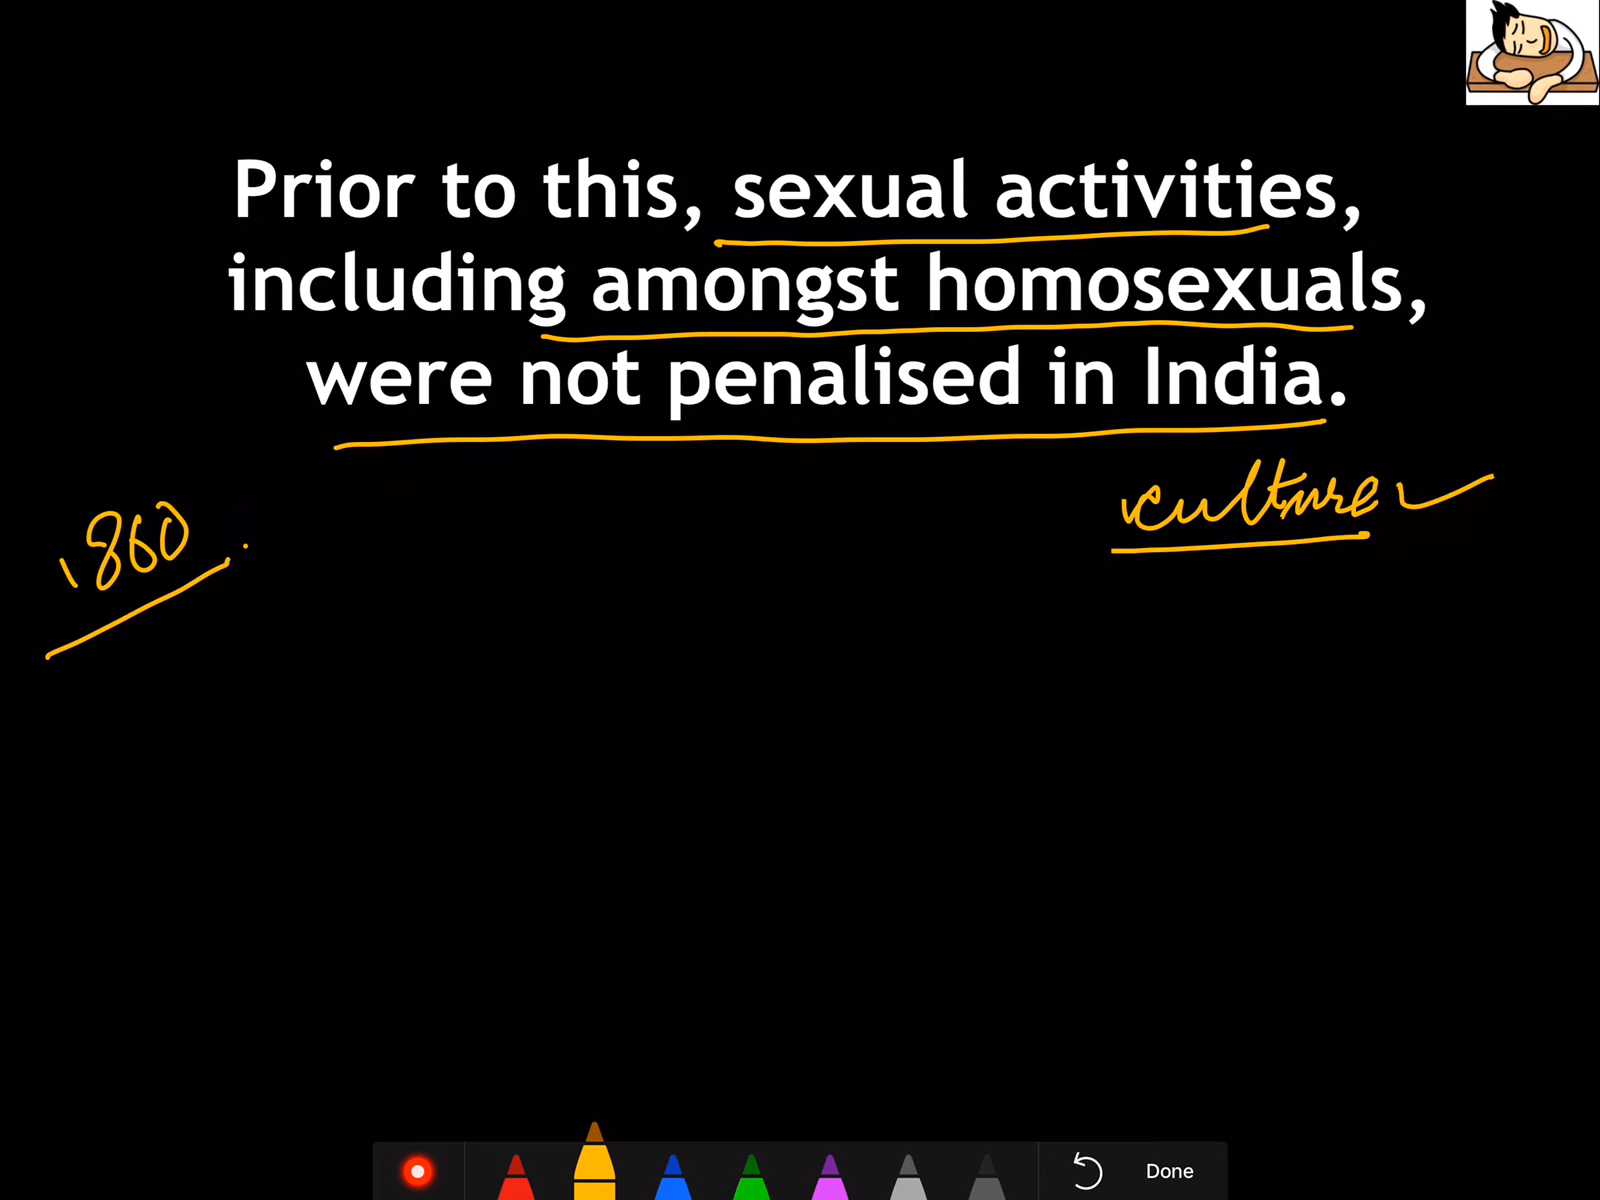 Prior to this, sexual activities,
including amongst homosexuals,
were not penalised in India.
culture
1860
Done